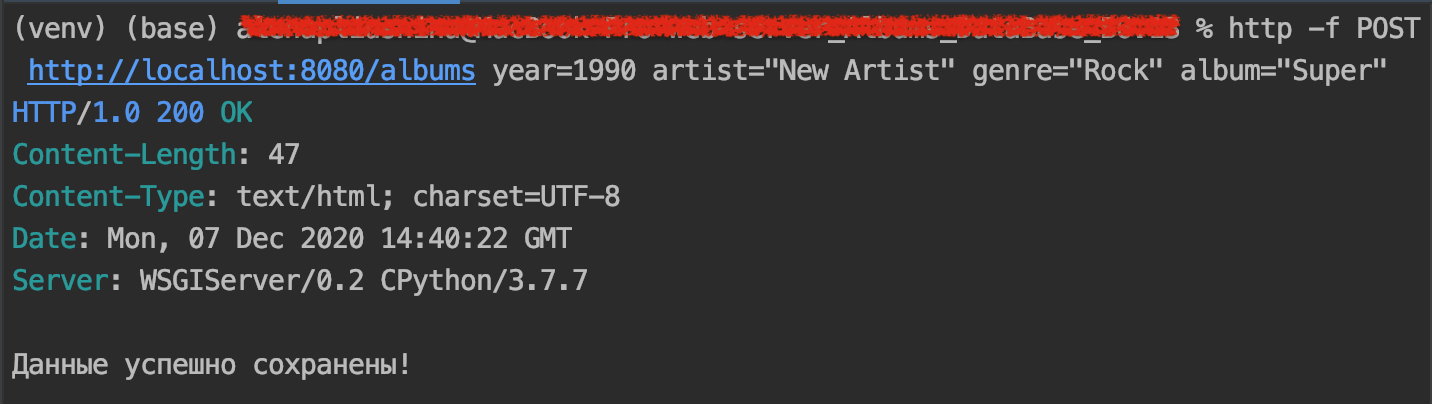 (venv) (base) % http -f POST
http://localhost:8080/albums year=1990 artist="New Artist" genre="Rock" album="Super"
HTTP/1.0 200 OK
Content-Length: 47
Content-Type: text/html; charset=UTF-8
Date: Mon, 07 Dec 2020 14:40:22 GMT
Server: WSGIServer/0.2 CPython/3.7.7
Данные успешно сохранены!